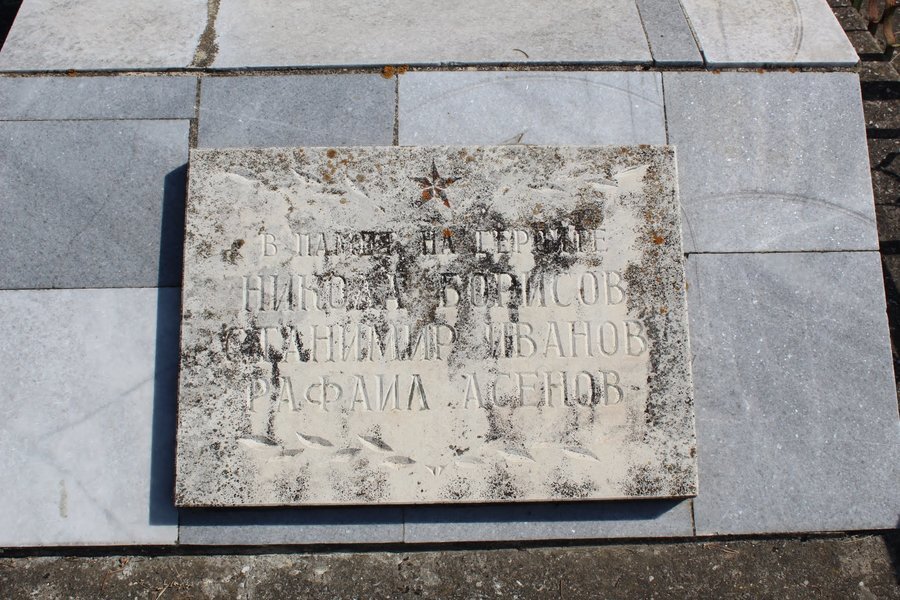 В ПАМЕТ НА ГЕРОИТЕ
НИКОЛА БОРИСОВ
СТАНИМИР ИВАНОВ
РАФАИЛ АСЕНОВ